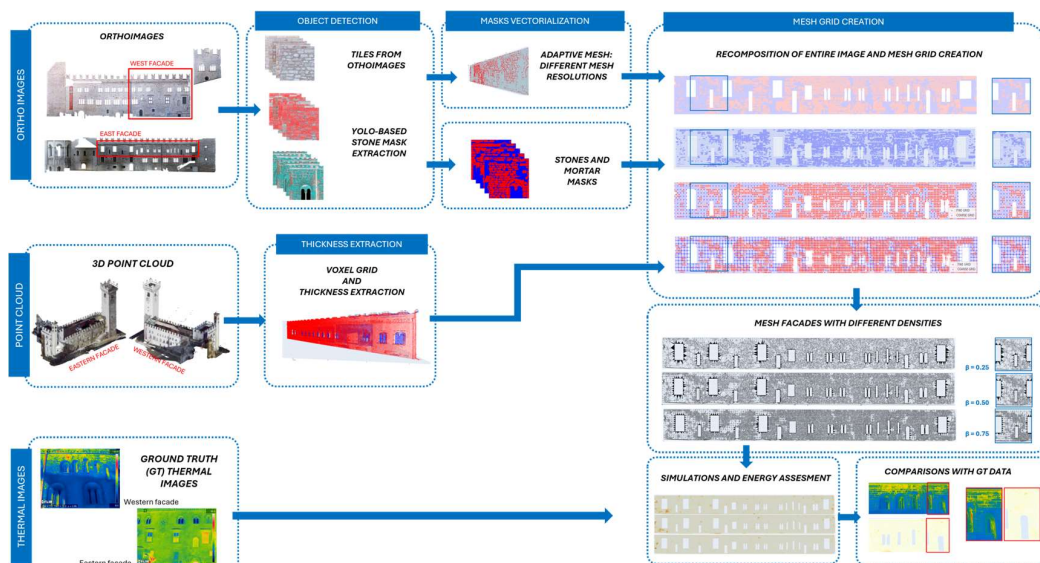 OBJECT DETECTION
MASKS VECTORIALIZATION
MESH GRID CREATION
ORTHO IMAGES
ORTHOIMAGES
WEST FACADE
EAST FACADE
TILES FROM
OTHOIMAGES
YOLO-BASED
STONE MASK
EXTRACTION
ADAPTIVE MESH:
DIFFERENT MESH
RESOLUTIONS
STONES AND
MORTAR
MASKS
RECOMPOSITION OF ENTIRE IMAGE AND MESH GRID CREATION
POINT CLOUD
3D POINT CLOUD
EASTERN FACADE
WESTERN FACADE
THICKNESS EXTRACTION
VOXEL GRID
AND
THICKNESS EXTRACTION
MESH FACADES WITH DIFFERENT DENSITIES
β = 0.25
β = 0.50
β = 0.75
THERMAL IMAGES
GROUND TRUTH
(GT) THERMAL
IMAGES
Western facade
Eastern facade
SIMULATIONS AND ENERGY ASSESMENT
COMPARISONS WITH GT DATA